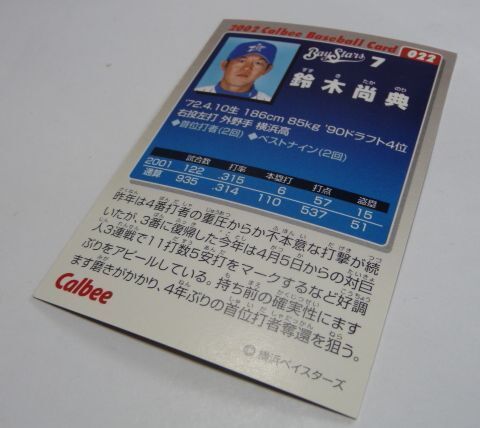 2002 Calbee Baseball Card 022
BayStars 7
すず き たか のり
鈴木尚典
'72.4.10生 186cm 85kg '90ドラフト4位
右投左打 外野手 横浜高
◆首位打者(2回) ◆ベストナイン(2回)
試合数 打率 本塁打 打点 盗塁
2001 122 .315 6 57 15
通算 935 .314 110 537 51
昨年は4番打者の重圧からか不本意な打撃が続
いたが、3番に復帰した今年は4月5日からの対巨
人3連戦で11打数5安打をマークするなど好調
ぶりをアピールしている。持ち前の確実性にます
ます磨きがかかり、4年ぶりの首位打者奪還を狙う。
Calbee
横浜ベイスターズ